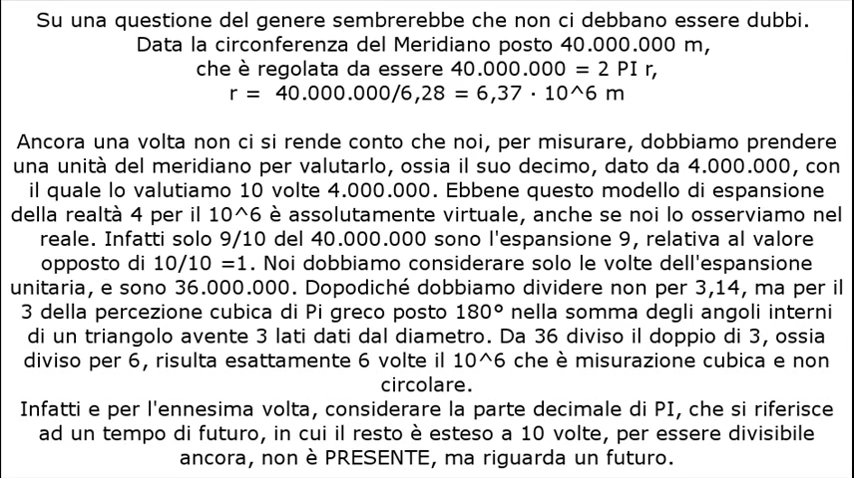 Su una questione del genere sembrerebbe che non ci debbano essere dubbi.
Data la circonferenza del Meridiano posto 40.000.000 m,
che è regolata da essere 40.000.000 = 2 PI r,
r = 40.000.000/6,28 = 6,37 · 10^6 m

Ancora una volta non ci si rende conto che noi, per misurare, dobbiamo prendere
una unità del meridiano per valutarlo, ossia il suo decimo, dato da 4.000.000, con
il quale lo valutiamo 10 volte 4.000.000. Ebbene questo modello di espansione
della realtà 4 per il 10^6 è assolutamente virtuale, anche se noi lo osserviamo nel
reale. Infatti solo 9/10 del 40.000.000 sono l'espansione 9, relativa al valore
opposto di 10/10 =1. Noi dobbiamo considerare solo le volte dell'espansione
unitaria, e sono 36.000.000. Dopodiché dobbiamo dividere non per 3,14, ma per il
3 della percezione cubica di Pi greco posto 180° nella somma degli angoli interni
di un triangolo avente 3 lati dati dal diametro. Da 36 diviso il doppio di 3, ossia
diviso per 6, risulta esattamente 6 volte il 10^6 che è misurazione cubica e non
circolare.
Infatti e per l'ennesima volta, considerare la parte decimale di PI, che si riferisce
ad un tempo di futuro, in cui il resto è esteso a 10 volte, per essere divisibile
ancora, non è PRESENTE, ma riguarda un futuro.